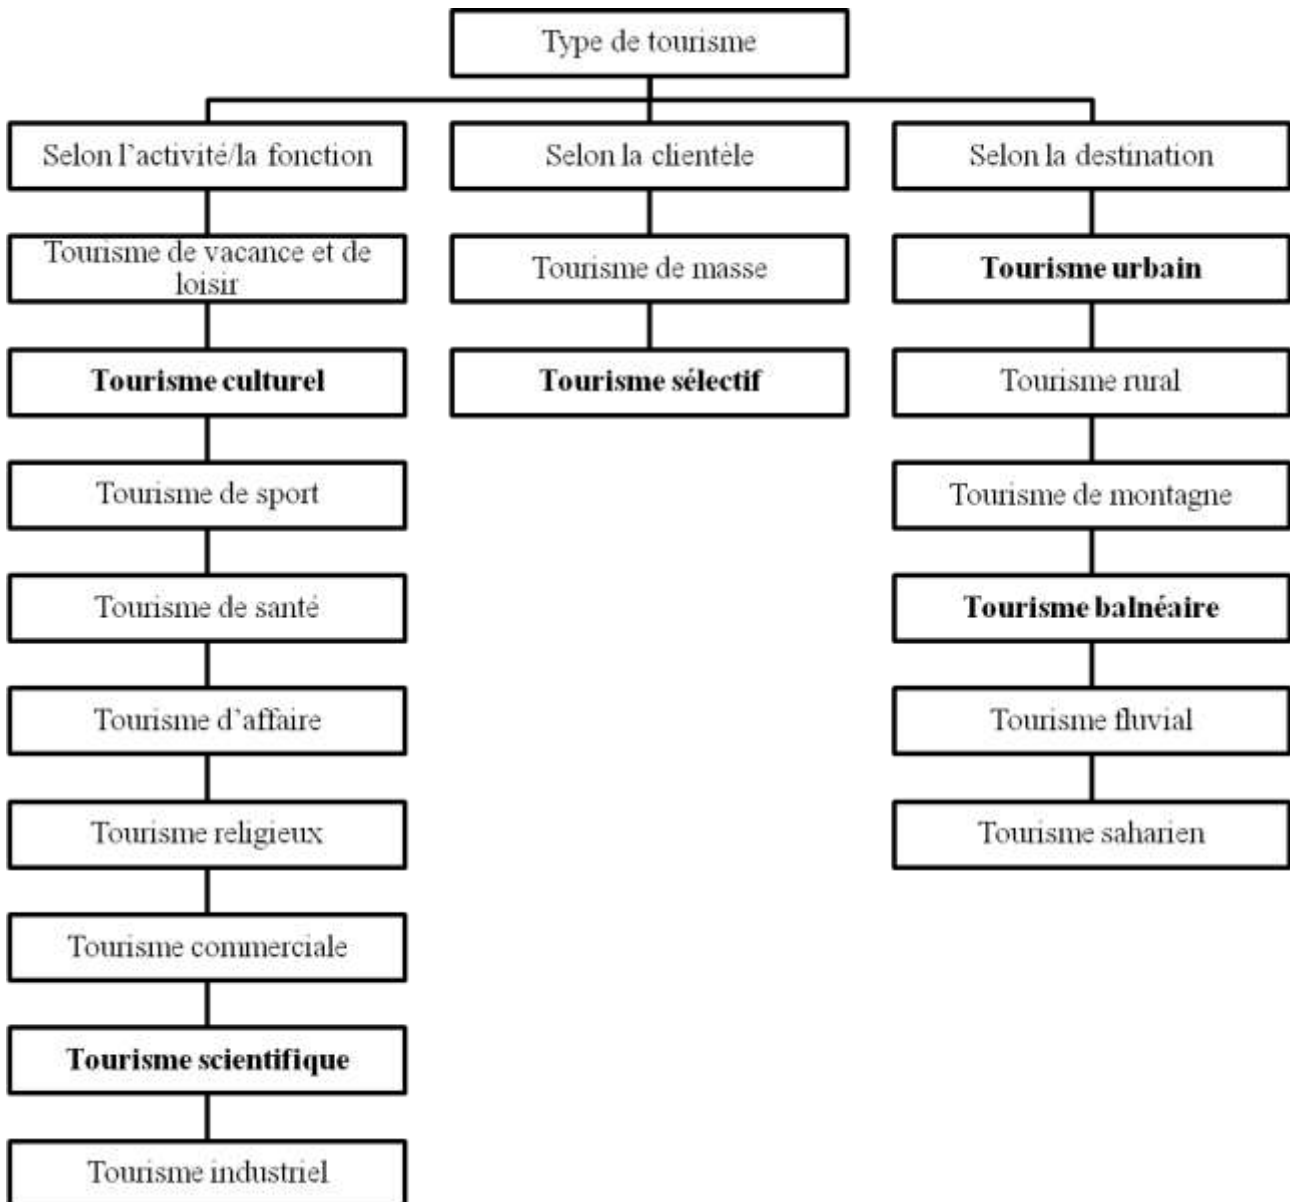 Type de tourisme
Selon l'activité/la fonction
Tourisme de vacance et de
loisir
Tourisme culturel
Tourisme de sport
Tourisme de santé
Tourisme d'affaire
Tourisme religieux
Tourisme commerciale
Tourisme scientifique
Tourisme industriel
Selon la clientèle
Tourisme de masse
Tourisme sélectif
Selon la destination
Tourisme urbain
Tourisme rural
Tourisme de montagne
Tourisme balnéaire
Tourisme fluvial
Tourisme saharien